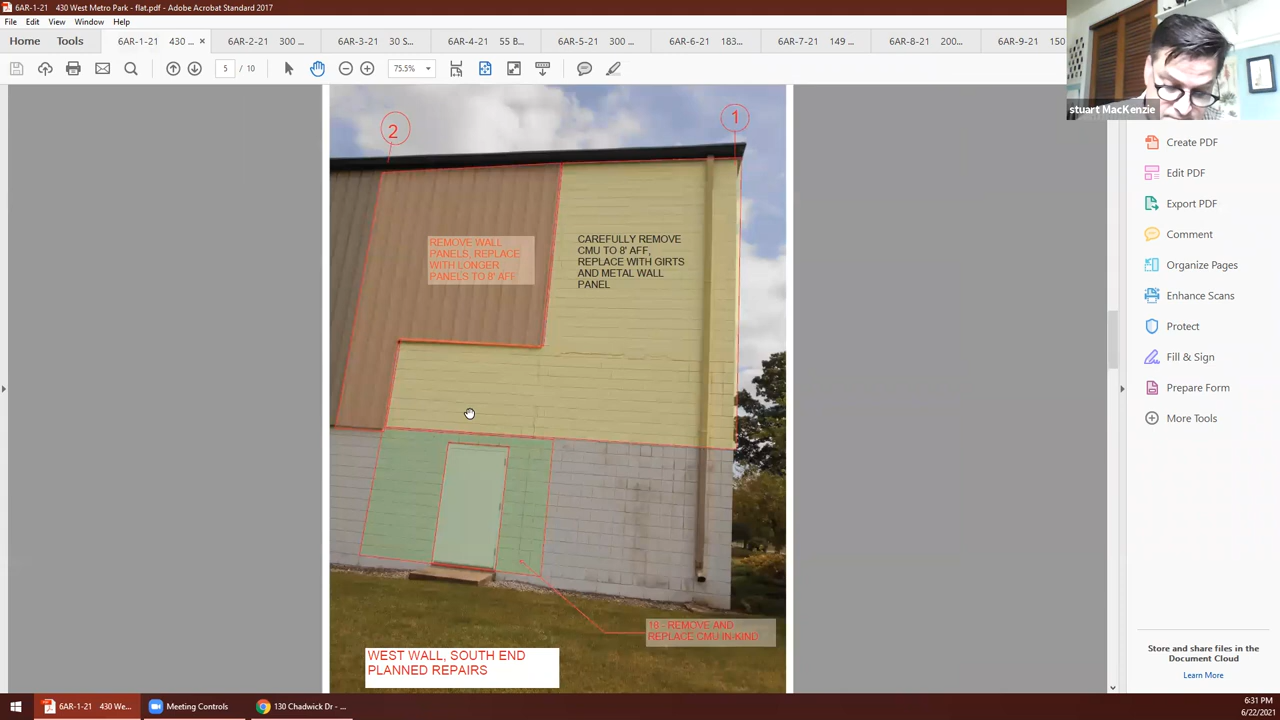 6AR-1-21 430 West Metro Park - flat.pdf - Adobe Acrobat Standard 2017
File Edit View Window Help
Home Tools 6AR-1-21 430 ... × 6AR-2-21 300 ... 6AR-3-21 30 S... 6AR-4-21 55 B... 6AR-5-21 300 ... 6AR-6-21 183... 6AR-7-21 149 ... 6AR-8-21 200... 6AR-9-21 150
5 / 10 75.5%
stuart MacKenzie
2
1
REMOVE WALL
PANELS, REPLACE
WITH LONGER
PANELS TO 8' AFF
CAREFULLY REMOVE
CMU TO 8' AFF,
REPLACE WITH GIRTS
AND METAL WALL
PANEL
16 - REMOVE AND
REPLACE CMU IN-KIND
WEST WALL, SOUTH END
PLANNED REPAIRS
Create PDF
Edit PDF
Export PDF
Comment
Organize Pages
Enhance Scans
Protect
Fill & Sign
Prepare Form
More Tools
Store and share files in the
Document Cloud
Learn More
6AR-1-21 430 We... Meeting Controls 130 Chadwick Dr - ...
6:31 PM
6/22/2021